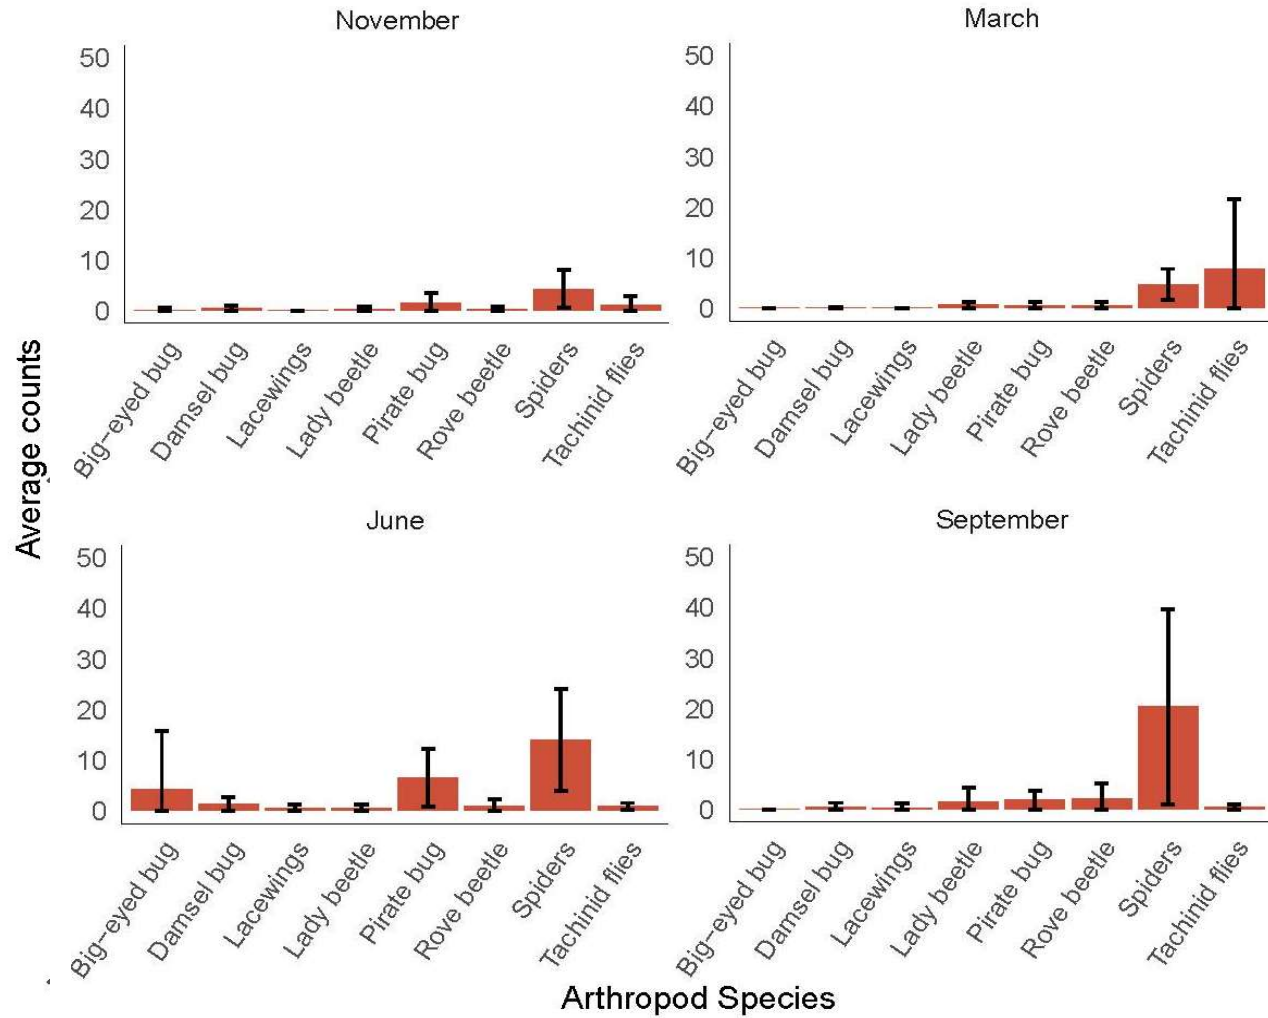 November
50
40
30
20
10
0
Big-eyed bug
Damsel bug
Lacewings
Lady beetle
Pirate bug
Rove beetle
Spiders
Tachinid flies
March
50
40
30
20
10
0
Big-eyed bug
Damsel bug
Lacewings
Lady beetle
Pirate bug
Rove beetle
Spiders
Tachinid flies
Average counts
June
50
40
30
20
10
0
Big-eyed bug
Damsel bug
Lacewings
Lady beetle
Pirate bug
Rove beetle
Spiders
Tachinid flies
September
50
40
30
20
10
0
Big-eyed bug
Damsel bug
Lacewings
Lady beetle
Pirate bug
Rove beetle
Spiders
Tachinid flies
Arthropod Species